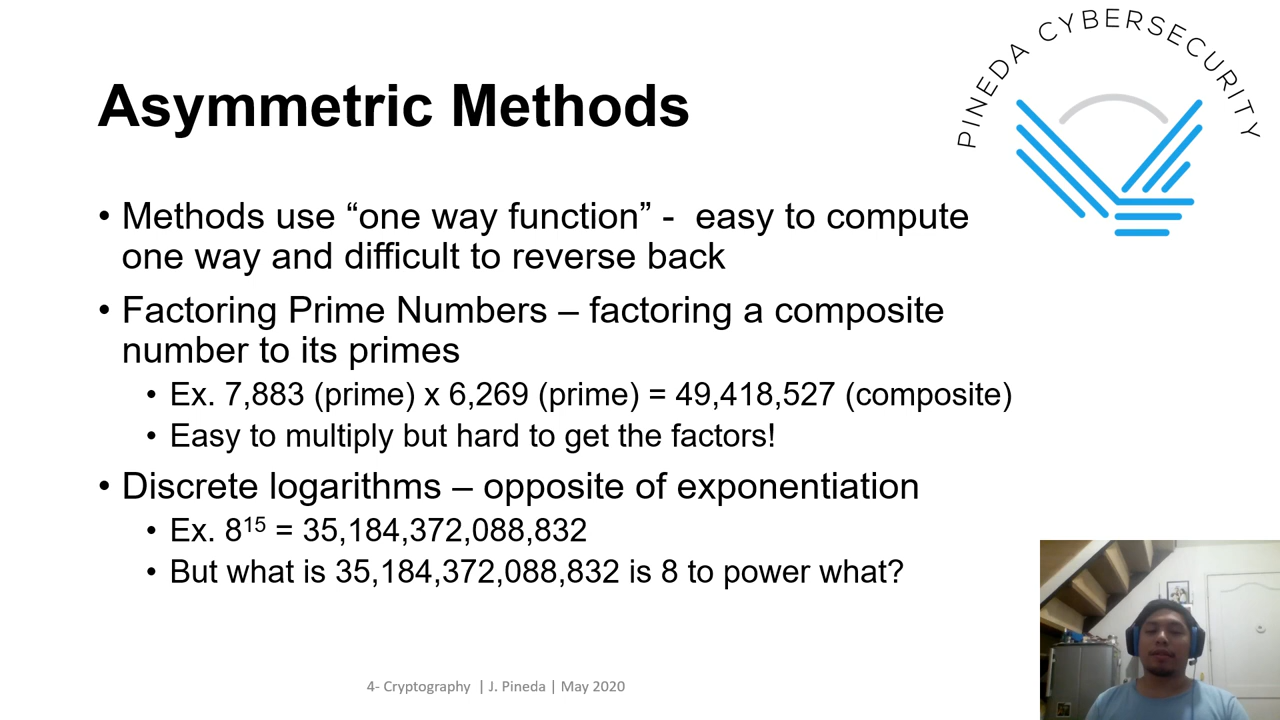 PINEDA CYBERSECURITY
Asymmetric Methods
• Methods use “one way function” -  easy to compute
one way and difficult to reverse back
• Factoring Prime Numbers – factoring a composite
number to its primes
• Ex. 7,883 (prime) x 6,269 (prime) = 49,418,527 (composite)
• Easy to multiply but hard to get the factors!
• Discrete logarithms – opposite of exponentiation
• Ex. 8¹⁵ = 35,184,372,088,832
• But what is 35,184,372,088,832 is 8 to power what?
4- Cryptography | J. Pineda | May 2020